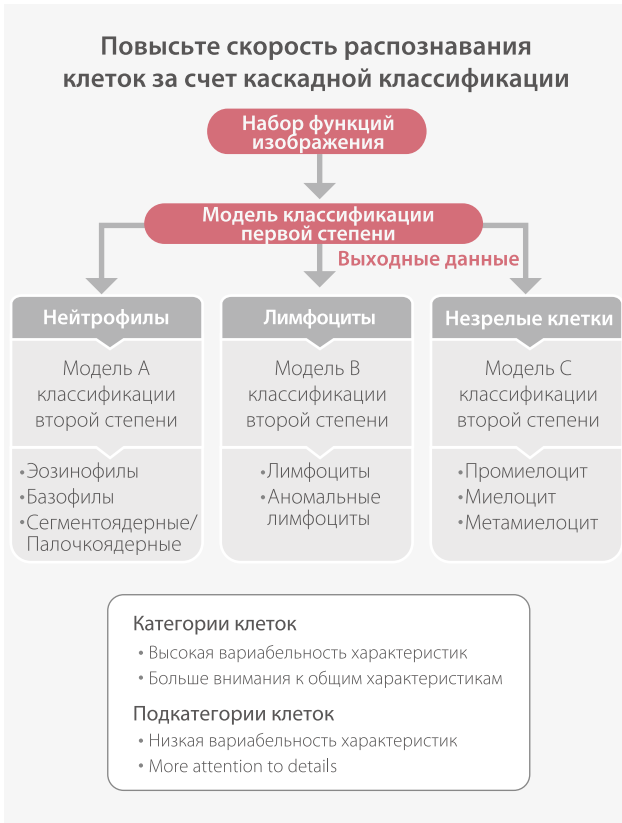 Повысьте скорость распознавания
клеток за счет каскадной классификации
Набор функций
изображения
Модель классификации
первой степени
Выходные данные
Нейтрофилы
Модель A
классификации
второй степени
•Эозинофилы
•Базофилы
•Сегментоядерные/
Палочкоядерные
Лимфоциты
Модель B
классификации
второй степени
•Лимфоциты
•Аномальные
лимфоциты
Незрелые клетки
Модель C
классификации
второй степени
•Промиелоцит
•Миелоцит
•Метамиелоцит
Категории клеток
• Высокая вариабельность характеристик
• Больше внимания к общим характеристикам
Подкатегории клеток
• Низкая вариабельность характеристик
• More attention to details